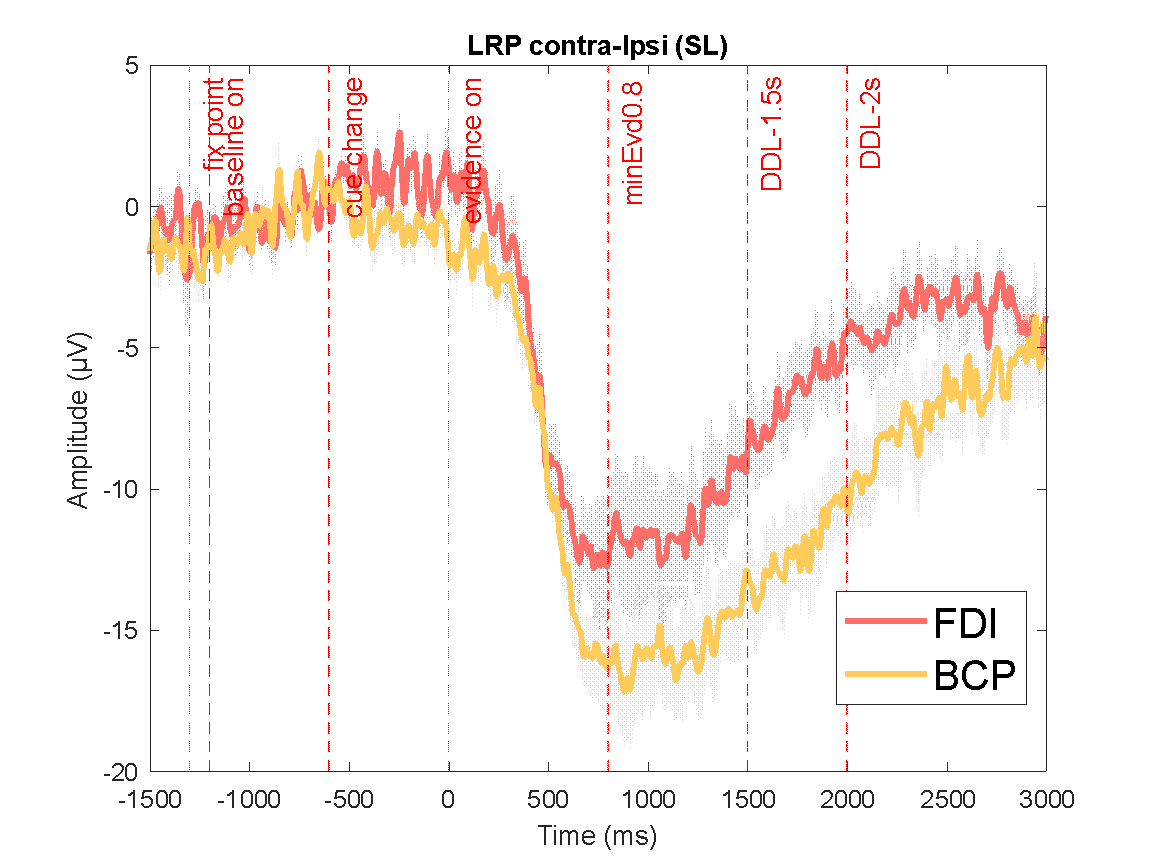 LRP contra-Ipsi (SL)
5
0
-5
-10
-15
-20
Amplitude (µV)
fix point
baseline on
cue change
evidence on
minEvd0.8
DDL-1.5s
DDL-2s
FDI
BCP
-1500
-1000
-500
0
500
1000
1500
2000
2500
3000
Time (ms)